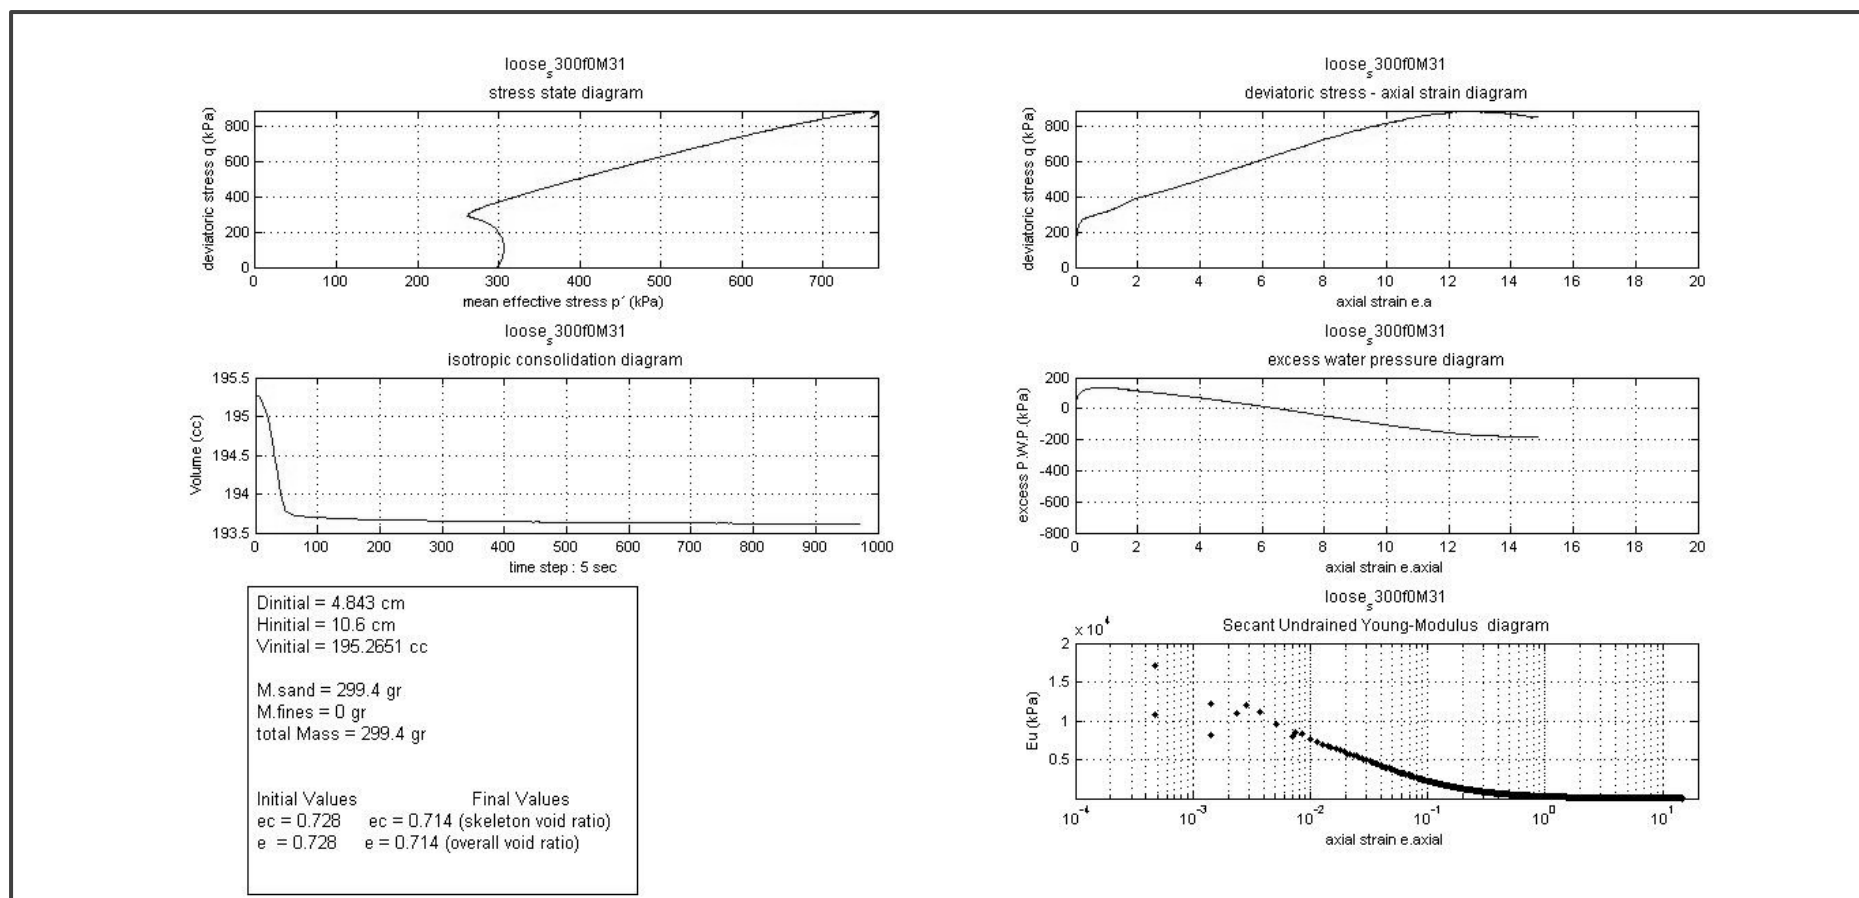 loose_s300f0M31
stress state diagram
800
600
400
200
0
deviatoric stress q (kPa)
0 100 200 300 400 500 600 700
mean effective stress p´ (kPa)
loose_s300f0M31
deviatoric stress - axial strain diagram
800
600
400
200
0
deviatoric stress q (kPa)
0 2 4 6 8 10 12 14 16 18 20
axial strain e.a
loose_s300f0M31
isotropic consolidation diagram
195.5
195
194.5
194
193.5
Volume (cc)
0 100 200 300 400 500 600 700 800 900 1000
time step : 5 sec
loose_s300f0M31
excess water pressure diagram
200
0
-200
-400
-600
-800
excess P.W.P.(kPa)
0 2 4 6 8 10 12 14 16 18 20
axial strain e.axial
Dinitial = 4.843 cm
Hinitial = 10.6 cm
Vinitial = 195.2651 cc
M.sand = 299.4 gr
M.fines = 0 gr
total Mass = 299.4 gr
Initial Values Final Values
ec = 0.728 ec = 0.714 (skeleton void ratio)
e = 0.728 e = 0.714 (overall void ratio)
loose_s300f0M31
Secant Undrained Young-Modulus diagram
x 10^4
2
1.5
1
0.5
Eu (kPa)
10^-4 10^-3 10^-2 10^-1 10^0 10^1
axial strain e.axial